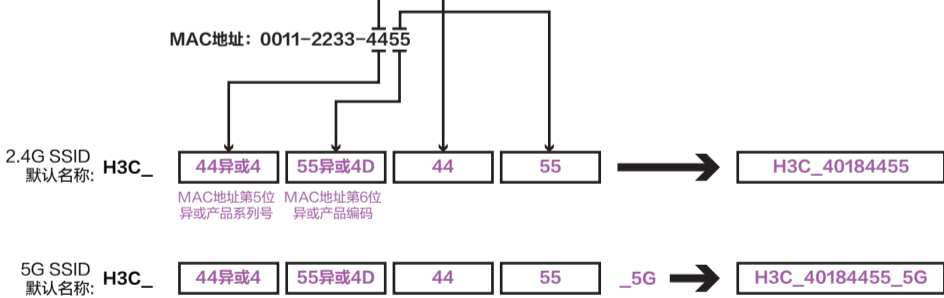 MAC地址：0011-2233-4455
2.4G SSID
默认名称:
H3C_
44异或4
55异或4D
44
55
H3C_40184455
MAC地址第5位
异或产品系列号
MAC地址第6位
异或产品编码
5G SSID
默认名称:
H3C_
44异或4
55异或4D
44
55
_5G
H3C_40184455_5G